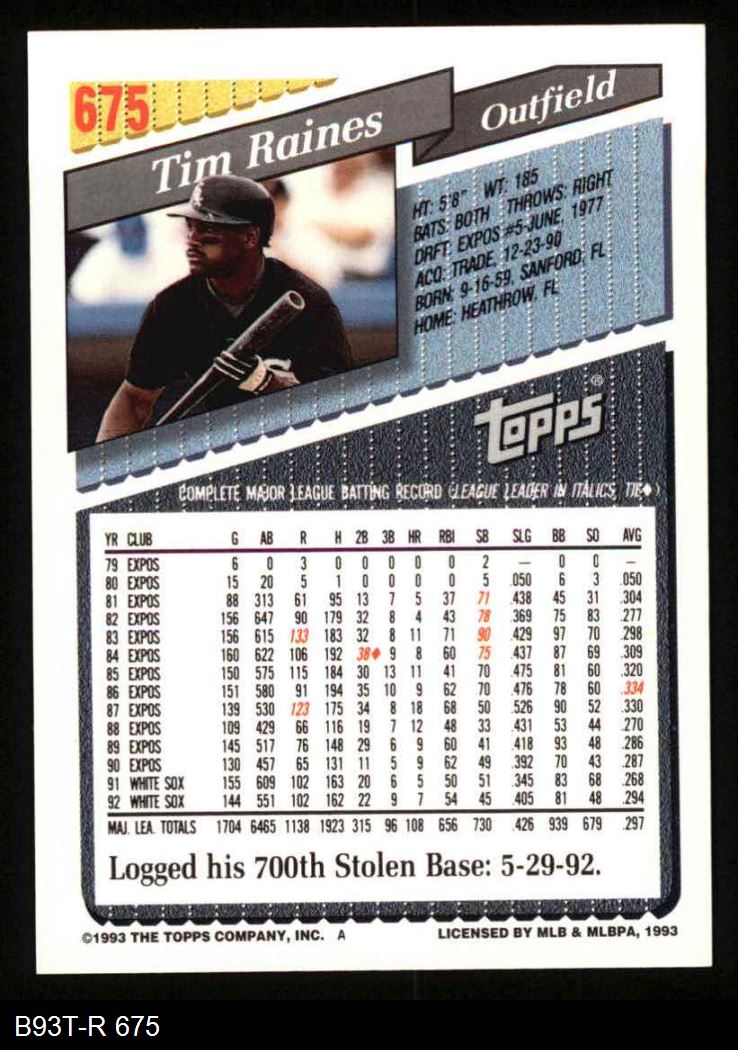 675
Tim Raines
Outfield
HT: 5'8" WT: 185
BATS: BOTH THROWS: RIGHT
DRFT: EXPOS #5-JUNE, 1977
ACQ: TRADE, 12-23-90
BORN: 9-16-59, SANFORD, FL
HOME: HEATHROW, FL
topps®
COMPLETE MAJOR LEAGUE BATTING RECORD (LEAGUE LEADER IN ITALICS, TIE♦)
YR CLUB G AB R H 2B 3B HR RBI SB SLG BB SO AVG
79 EXPOS 6 0 3 0 0 0 0 0 2 — 0 0 —
80 EXPOS 15 20 5 1 0 0 0 0 5 .050 6 3 .050
81 EXPOS 88 313 61 95 13 7 5 37 71 .438 45 31 .304
82 EXPOS 156 647 90 179 32 8 4 43 78 .369 75 83 .277
83 EXPOS 156 615 133 183 32 8 11 71 90 .429 97 70 .298
84 EXPOS 160 622 106 192 38♦ 9 8 60 75 .437 87 69 .309
85 EXPOS 150 575 115 184 30 13 11 41 70 .475 81 60 .320
86 EXPOS 151 580 91 194 35 10 9 62 70 .476 78 60 .334
87 EXPOS 139 530 123 175 34 8 18 68 50 .526 90 52 .330
88 EXPOS 109 429 66 116 19 7 12 48 33 .431 53 44 .270
89 EXPOS 145 517 76 148 29 6 9 60 41 .418 93 48 .286
90 EXPOS 130 457 65 131 11 5 9 62 49 .392 70 43 .287
91 WHITE SOX 155 609 102 163 20 6 5 50 51 .345 83 68 .268
92 WHITE SOX 144 551 102 162 22 9 7 54 45 .405 81 48 .294
MAJ. LEA. TOTALS 1704 6465 1138 1923 315 96 108 656 730 .426 939 679 .297
Logged his 700th Stolen Base: 5-29-92.
©1993 THE TOPPS COMPANY, INC. A LICENSED BY MLB & MLBPA, 1993
B93T-R 675